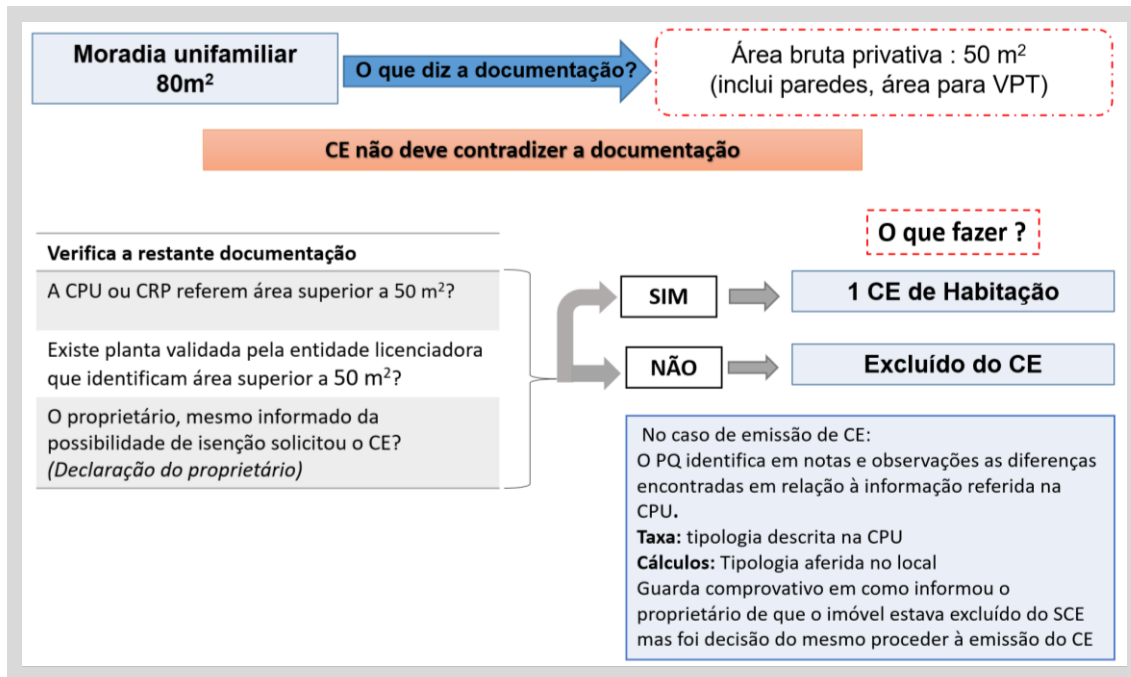 Moradia unifamiliar
80m²
O que diz a documentação?
Área bruta privativa : 50 m²
(inclui paredes, área para VPT)
CE não deve contradizer a documentação
Verifica a restante documentação
A CPU ou CRP referem área superior a 50 m²?
Existe planta validada pela entidade licenciadora
que identificam área superior a 50 m²?
O proprietário, mesmo informado da
possibilidade de isenção solicitou o CE?
(Declaração do proprietário)
O que fazer ?
SIM
1 CE de Habitação
NÃO
Excluído do CE
No caso de emissão de CE:
O PQ identifica em notas e observações as diferenças
encontradas em relação à informação referida na
CPU.
Taxa: tipologia descrita na CPU
Cálculos: Tipologia aferida no local
Guarda comprovativo em como informou o
proprietário de que o imóvel estava excluído do SCE
mas foi decisão do mesmo proceder à emissão do CE